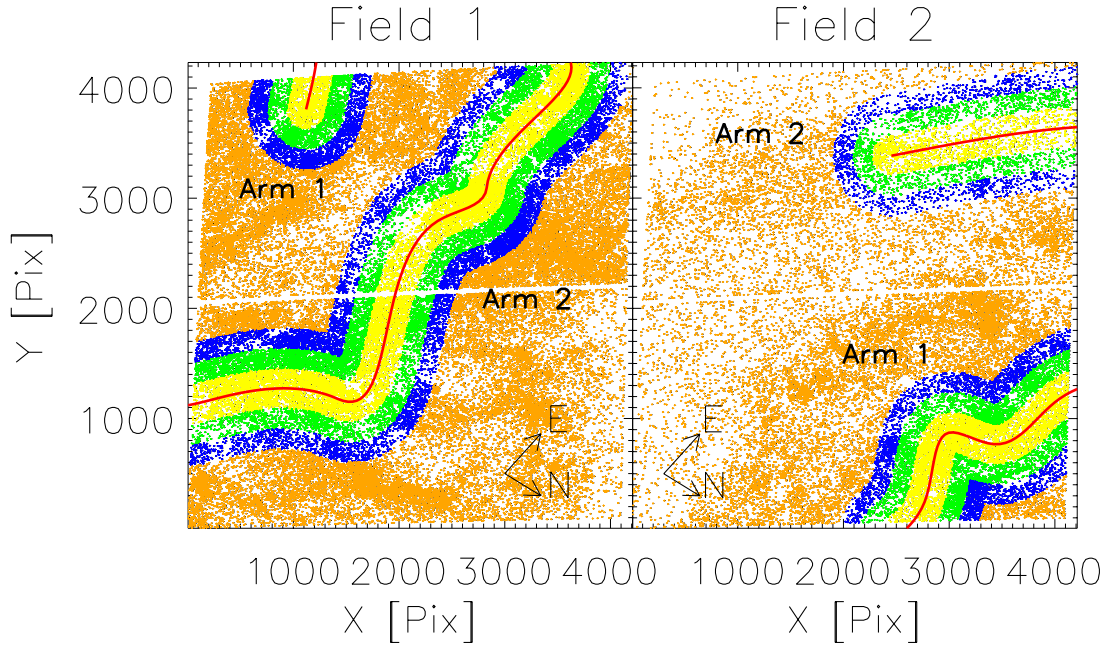 Field 1
Field 2
4000
3000
2000
1000
Y [Pix]
Arm 1
Arm 2
E
N
Arm 2
Arm 1
E
N
1000 2000 3000 4000
1000 2000 3000 4000
X [Pix]
X [Pix]